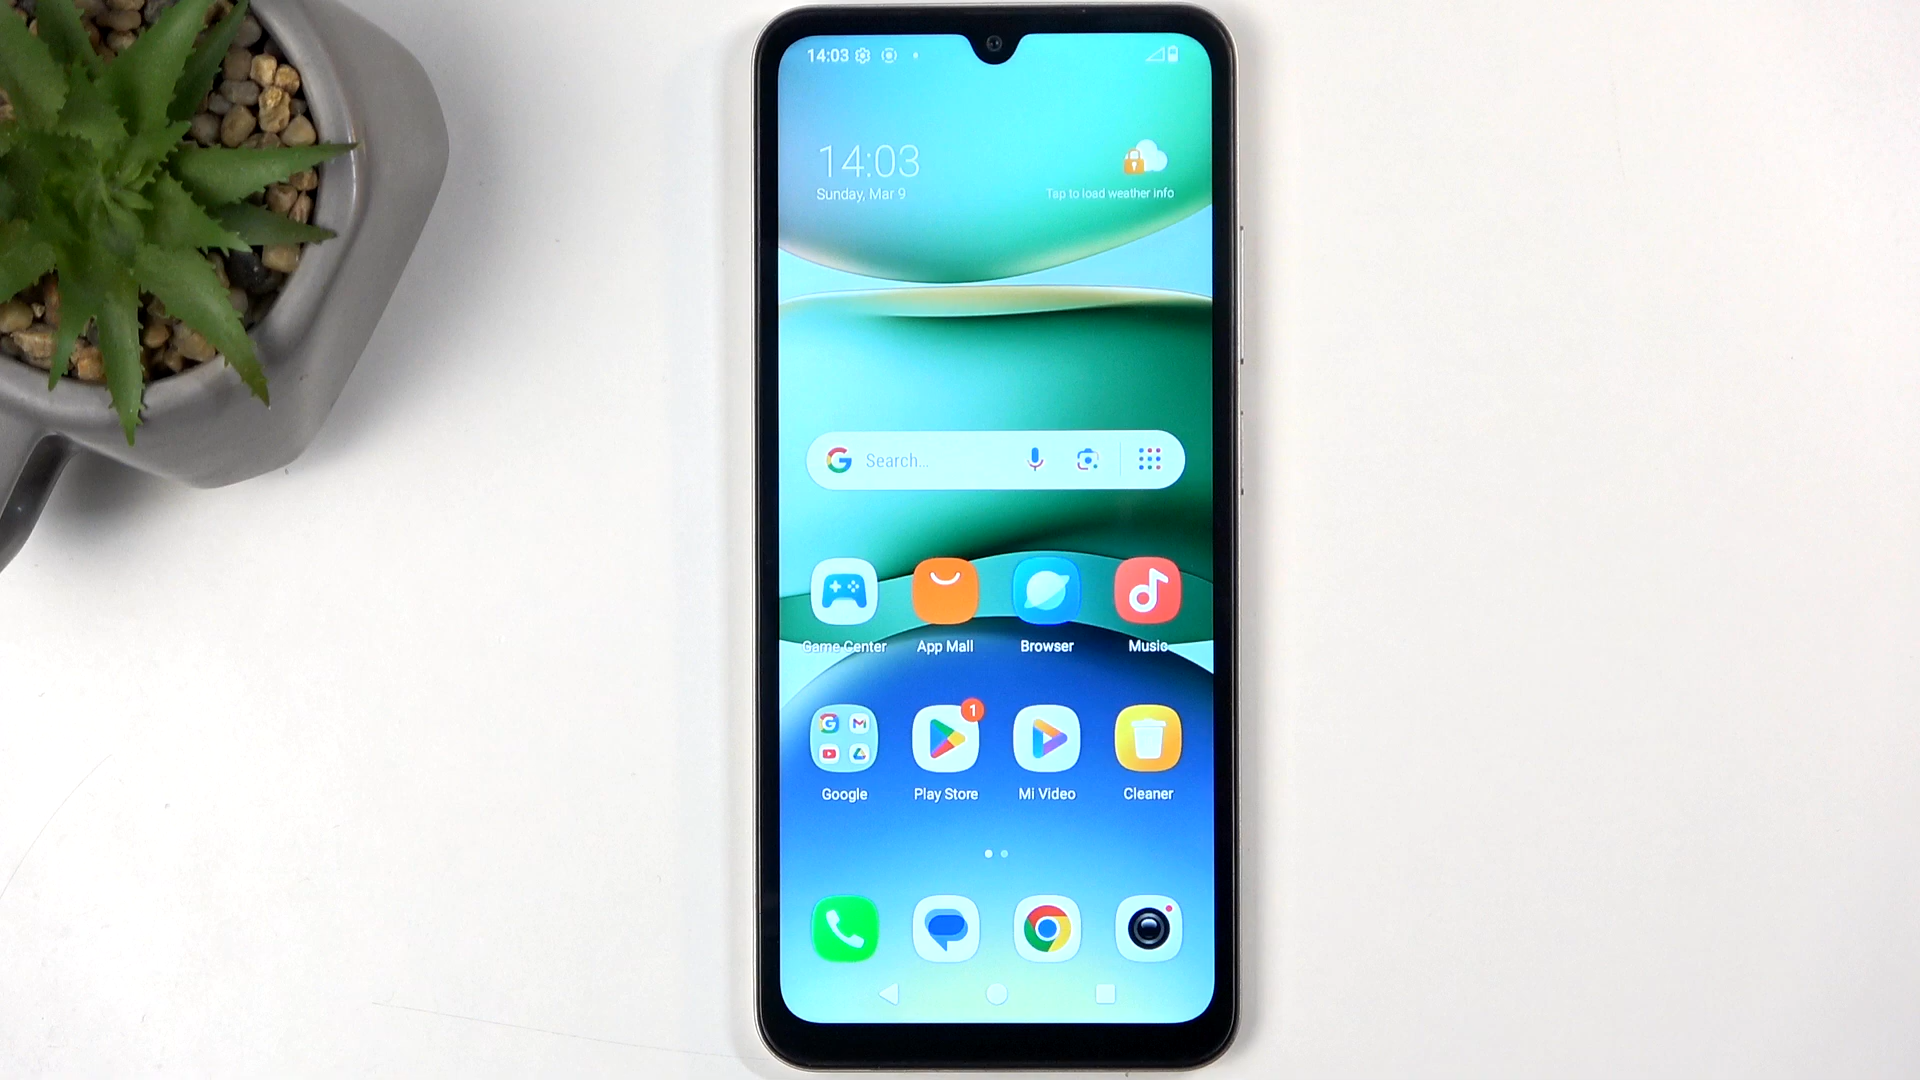 14:03
14:03
Sunday, Mar 9
Tap to load weather info
Search...
Game Center App Mall Browser Music
1
Google Play Store Mi Video Cleaner